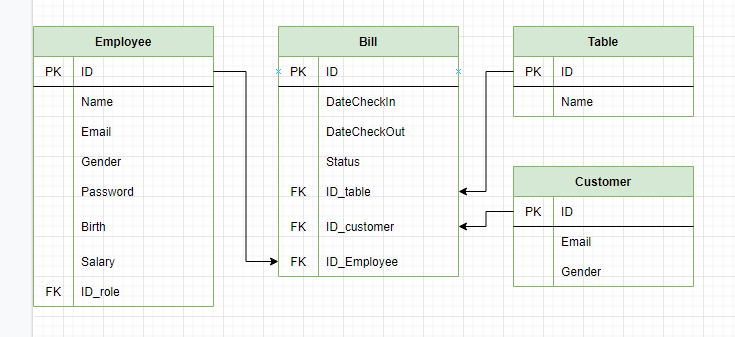 Employee
PK ID
Name
Email
Gender
Password
Birth
Salary
FK ID_role
Bill
PK ID
DateCheckIn
DateCheckOut
Status
FK ID_table
FK ID_customer
FK ID_Employee
Table
PK ID
Name
Customer
PK ID
Email
Gender